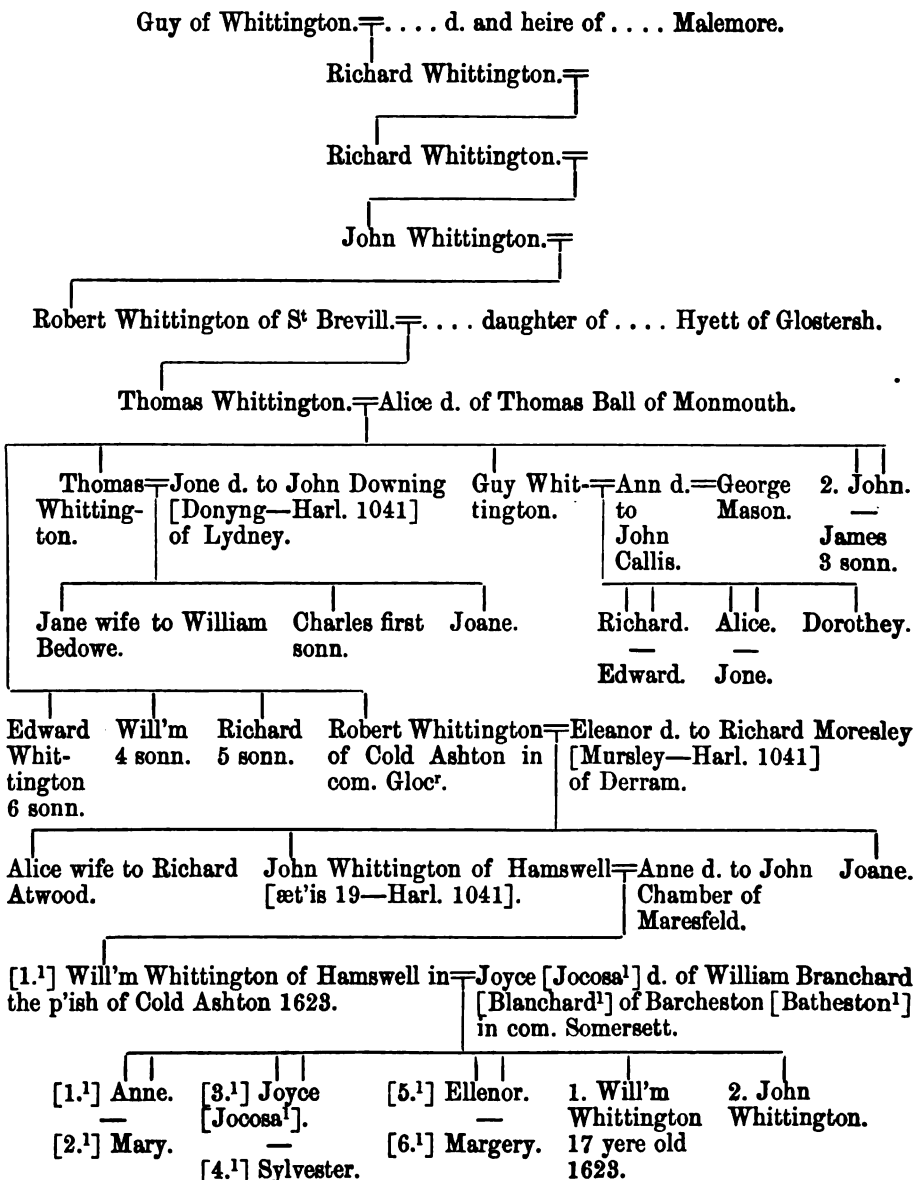 Guy of Whittington.=. . . . d. and heire of . . . . Malemore.
Richard Whittington.=
Richard Whittington.=
John Whittington.=
Robert Whittington of Sᵗ Brevill.=. . . . daughter of . . . . Hyett of Glostersh.
Thomas Whittington.=Alice d. of Thomas Ball of Monmouth.
Thomas=Jone d. to John Downing
Whitting-
ton.
[Donyng—Harl. 1041]
of Lydney.
Guy Whit-=Ann d.=George
tington.
to
John
Callis.
Mason.
2. John.
—
James
3 sonn.
Jane wife to William
Bedowe.
Charles first
sonn.
Joane.
Richard.
—
Edward.
Alice.
—
Jone.
Dorothey.
Edward
Whit-
tington
6 sonn.
Will'm
4 sonn.
Richard
5 sonn.
Robert Whittington=Eleanor d. to Richard Moresley
of Cold Ashton in
com. Glocʳ.
[Mursley—Harl. 1041]
of Derram.
Alice wife to Richard
Atwood.
John Whittington of Hamswell=Anne d. to John
[æt'is 19—Harl. 1041].
Chamber of
Maresfeld.
Joane.
[1.¹] Will'm Whittington of Hamswell in=Joyce [Jocosa¹] d. of William Branchard
the p'ish of Cold Ashton 1623.
[Blanchard¹] of Barcheston [Batheston¹]
in com. Somersett.
[1.¹] Anne.
—
[2.¹] Mary.
[3.¹] Joyce
[Jocosa¹].
—
[4.¹] Sylvester.
[5.¹] Ellenor.
—
[6.¹] Margery.
1. Will'm
Whittington
17 yere old
1623.
2. John
Whittington.